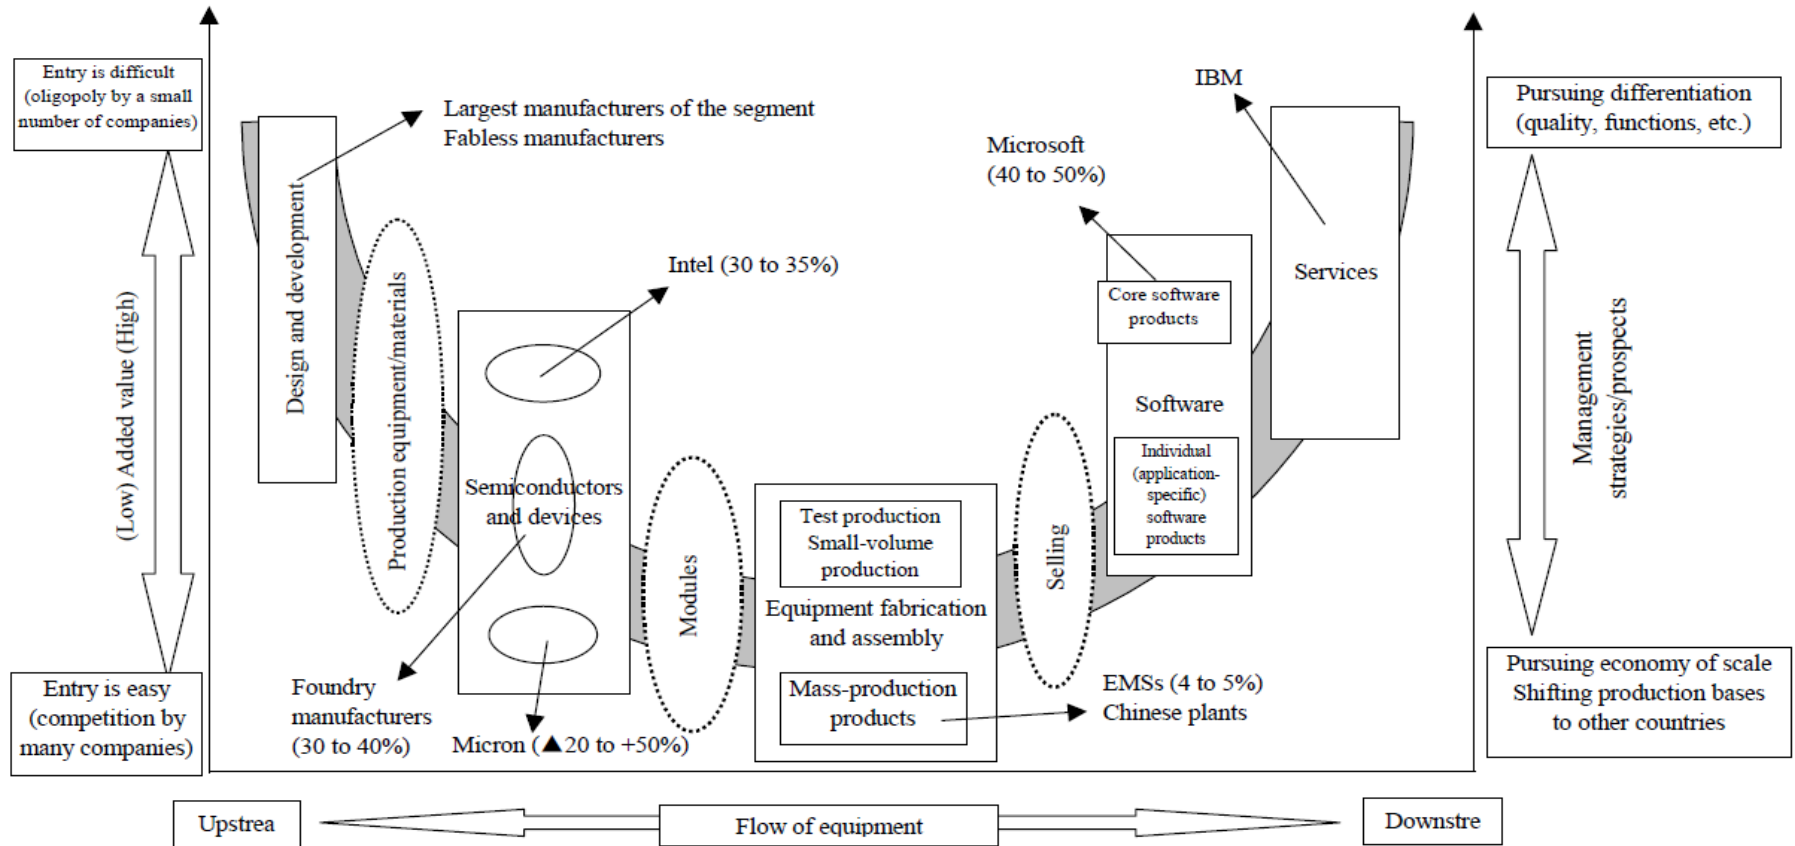 Entry is difficult
(oligopoly by a small
number of companies)
(Low) Added value (High)
Entry is easy
(competition by
many companies)
Design and development
Largest manufacturers of the segment
Fabless manufacturers
Production equipment/materials
Intel (30 to 35%)
Semiconductors
and devices
Foundry
manufacturers
(30 to 40%)
Micron (▲20 to +50%)
Modules
Test production
Small-volume
production
Equipment fabrication
and assembly
Mass-production
products
EMSs (4 to 5%)
Chinese plants
Selling
Microsoft
(40 to 50%)
Core software
products
Software
Individual
(application-
specific)
software
products
IBM
Services
Pursuing differentiation
(quality, functions, etc.)
Management
strategies/prospects
Pursuing economy of scale
Shifting production bases
to other countries
Upstrea
Flow of equipment
Downstre